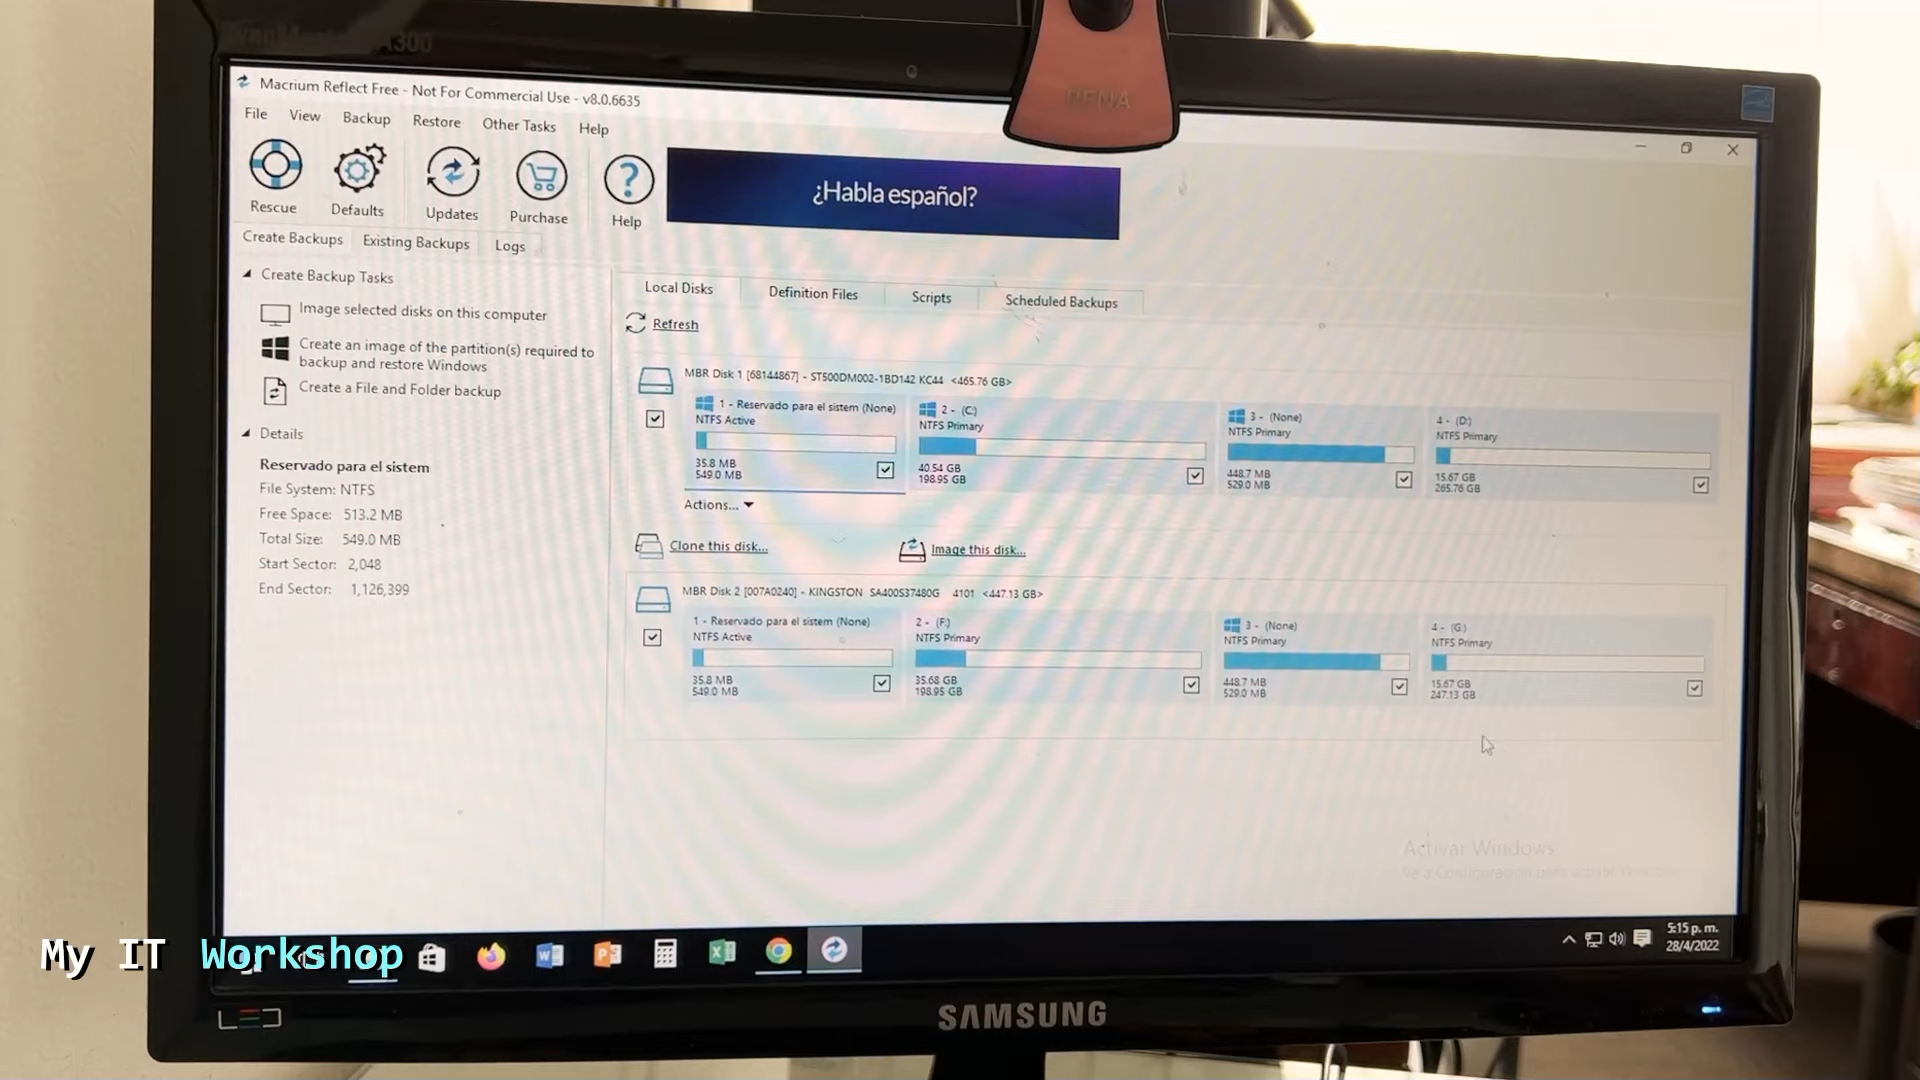 SyncMaster SA300
PENA
Macrium Reflect Free - Not For Commercial Use - v8.0.6635
File View Backup Restore Other Tasks Help
Rescue Defaults Updates Purchase Help
¿Habla español?
Create Backups Existing Backups Logs
Create Backup Tasks
Image selected disks on this computer
Create an image of the partition(s) required to
backup and restore Windows
Create a File and Folder backup
Details
Reservado para el sistem
File System: NTFS
Free Space: 513.2 MB
Total Size: 549.0 MB
Start Sector: 2,048
End Sector: 1,126,399
Local Disks Definition Files Scripts Scheduled Backups
Refresh
MBR Disk 1 [68144867] - ST500DM002-1BD142 KC44 <465.76 GB>
1 - Reservado para el sistem (None)
NTFS Active
35.8 MB
549.0 MB
2 - (C:)
NTFS Primary
40.54 GB
198.95 GB
3 - (None)
NTFS Primary
448.7 MB
529.0 MB
4 - (D:)
NTFS Primary
15.67 GB
265.76 GB
Actions...
Clone this disk... Image this disk...
MBR Disk 2 [007A0240] - KINGSTON SA400S37480G 4101 <447.13 GB>
1 - Reservado para el sistem (None)
NTFS Active
35.8 MB
549.0 MB
2 - (F:)
NTFS Primary
35.68 GB
198.95 GB
3 - (None)
NTFS Primary
448.7 MB
529.0 MB
4 - (G:)
NTFS Primary
15.67 GB
247.13 GB
Activar Windows
Ve a Configuración para activar Windows.
5:15 p. m.
28/4/2022
My IT Workshop
LED
SAMSUNG